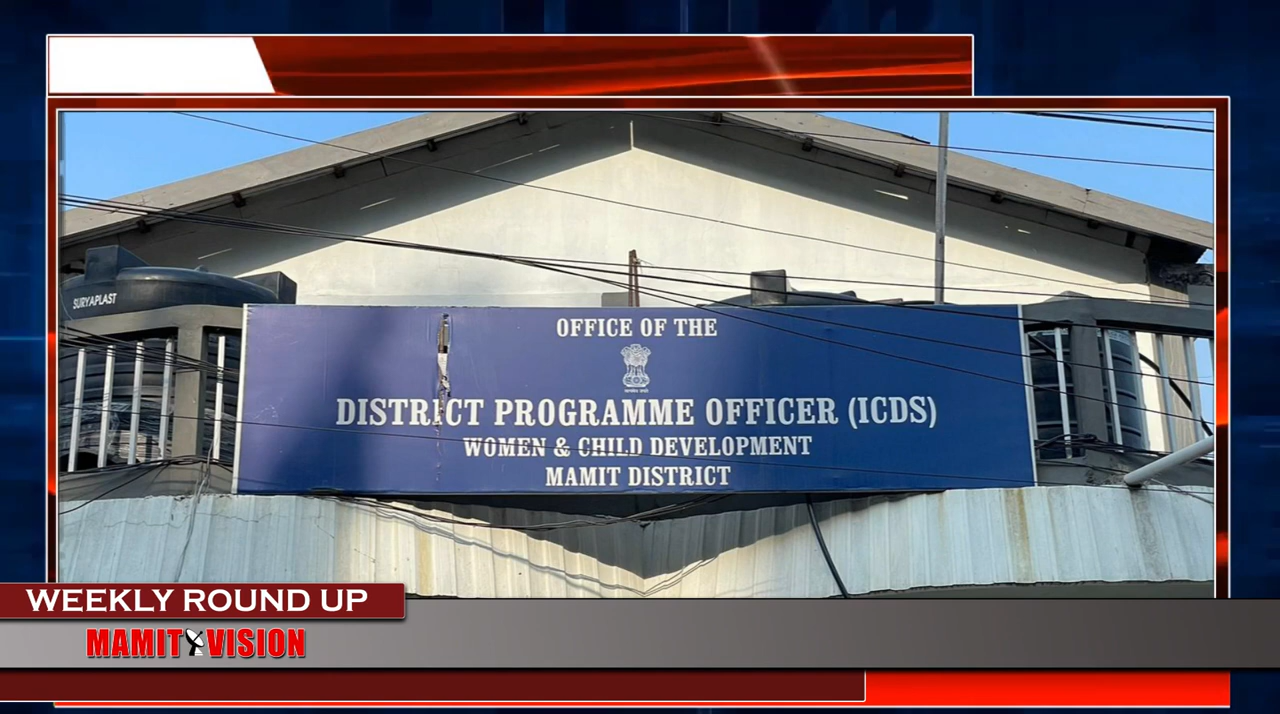 SURYAPLAST
OFFICE OF THE
DISTRICT PROGRAMME OFFICER (ICDS)
WOMEN & CHILD DEVELOPMENT
MAMIT DISTRICT
WEEKLY ROUND UP
MAMIT VISION